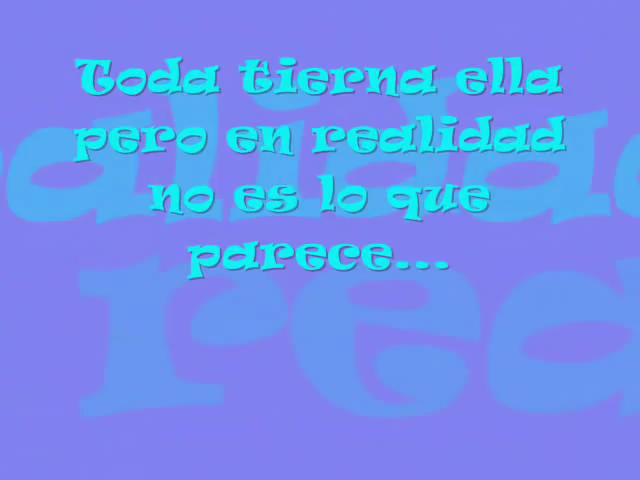 Toda tierna ella
pero en realidad
no es lo que
parece...